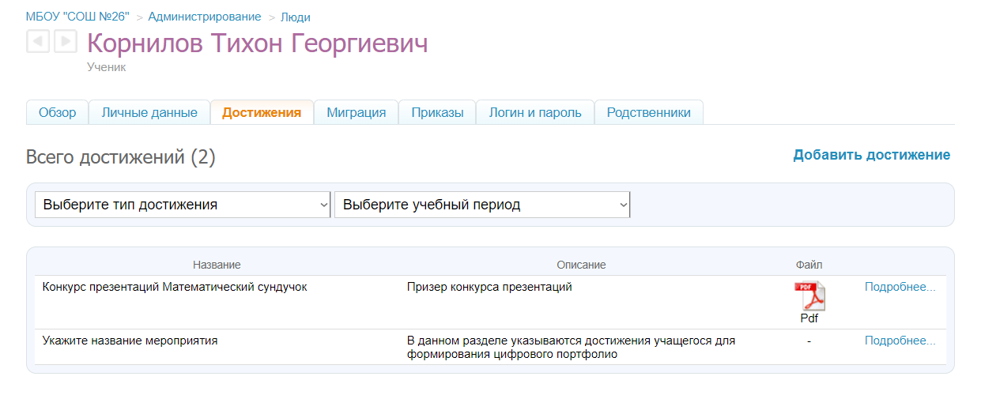 МБОУ "СОШ №26" > Администрирование > Люди
Корнилов Тихон Георгиевич
Ученик
Обзор Личные данные Достижения Миграция Приказы Логин и пароль Родственники
Всего достижений (2) Добавить достижение
Выберите тип достижения Выберите учебный период
Название Описание Файл
Конкурс презентаций Математический сундучок Призер конкурса презентаций PDF Подробнее...
Pdf
Укажите название мероприятия В данном разделе указываются достижения учащегося для - Подробнее...
формирования цифрового портфолио